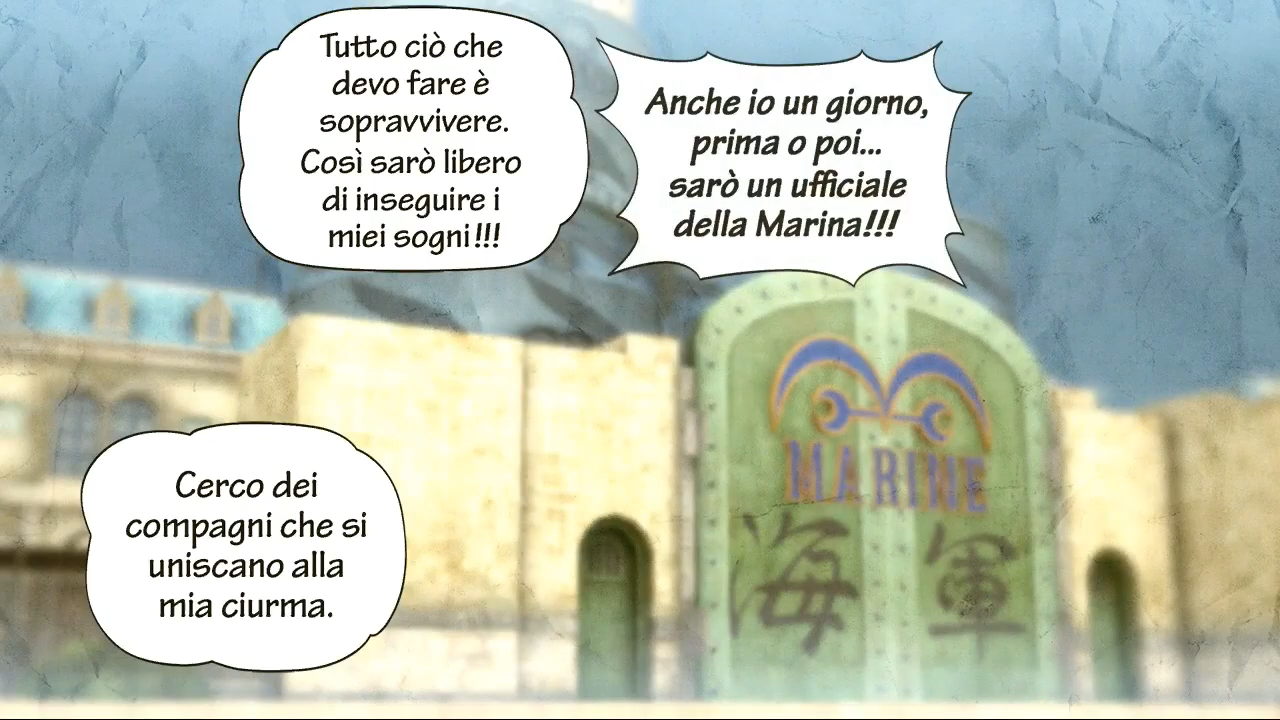 Tutto ciò che
devo fare è
sopravvivere.
Così sarò libero
di inseguire i
miei sogni!!!
Anche io un giorno,
prima o poi...
sarò un ufficiale
della Marina!!!
Cerco dei
compagni che si
uniscano alla
mia ciurma.
MARINE
海軍